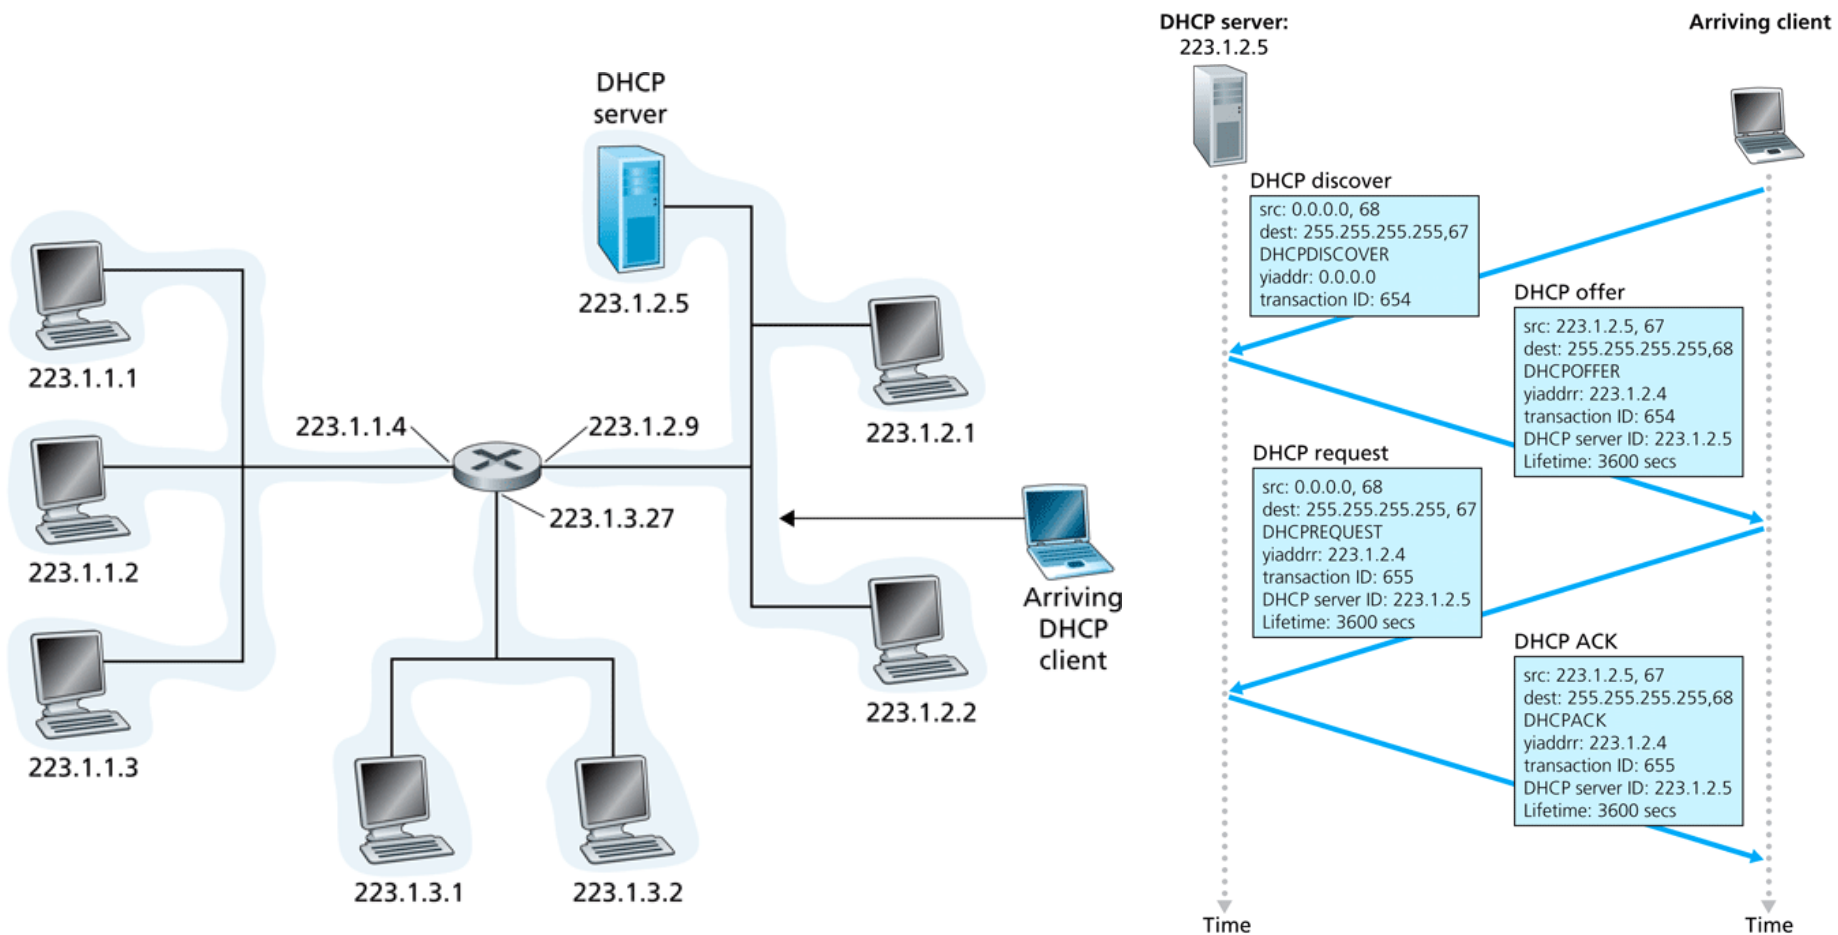 DHCP
server
223.1.2.5
223.1.1.1
223.1.1.2
223.1.1.3
223.1.1.4
223.1.2.9
223.1.3.27
223.1.2.1
223.1.2.2
Arriving
DHCP
client
223.1.3.1
223.1.3.2
DHCP server:
223.1.2.5
Arriving client
DHCP discover
src: 0.0.0.0, 68
dest: 255.255.255.255,67
DHCPDISCOVER
yiaddr: 0.0.0.0
transaction ID: 654
DHCP offer
src: 223.1.2.5, 67
dest: 255.255.255.255,68
DHCPOFFER
yiaddrr: 223.1.2.4
transaction ID: 654
DHCP server ID: 223.1.2.5
Lifetime: 3600 secs
DHCP request
src: 0.0.0.0, 68
dest: 255.255.255.255, 67
DHCPREQUEST
yiaddrr: 223.1.2.4
transaction ID: 655
DHCP server ID: 223.1.2.5
Lifetime: 3600 secs
DHCP ACK
src: 223.1.2.5, 67
dest: 255.255.255.255,68
DHCPACK
yiaddrr: 223.1.2.4
transaction ID: 655
DHCP server ID: 223.1.2.5
Lifetime: 3600 secs
Time
Time